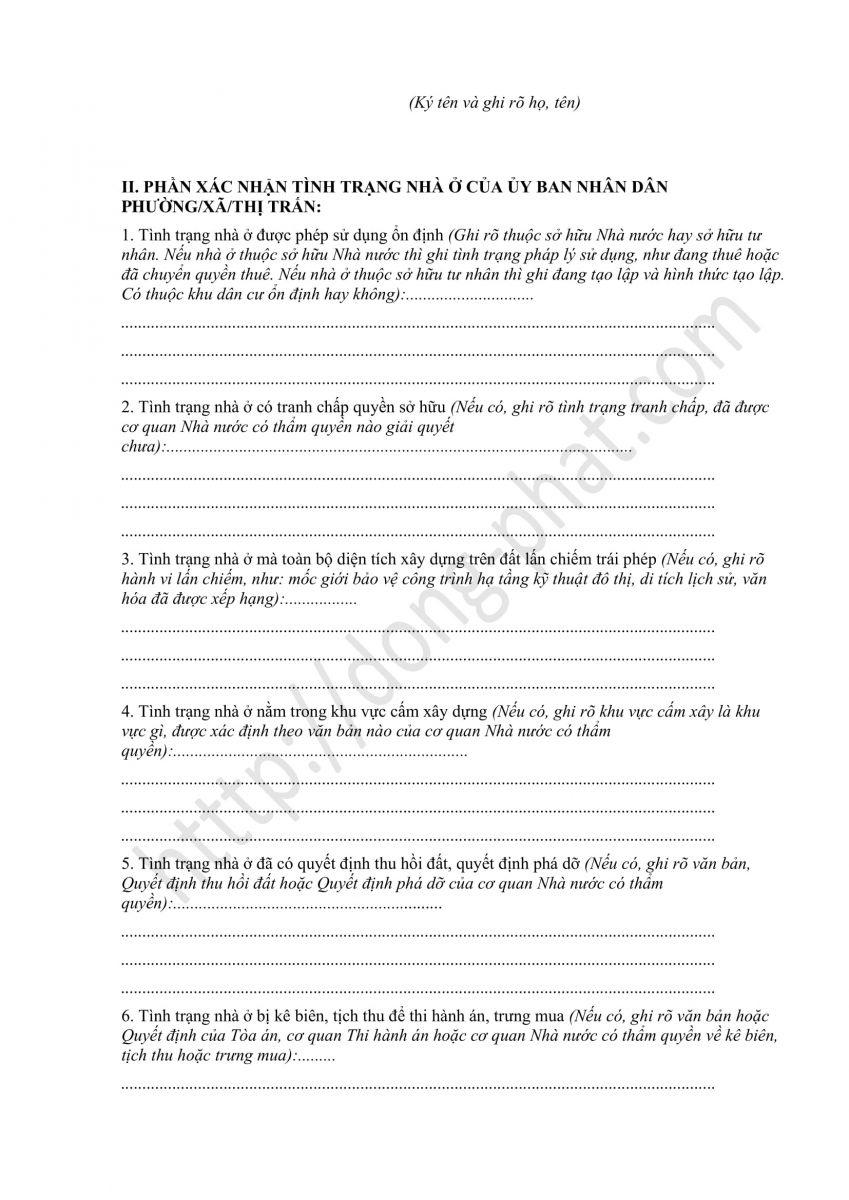 (Ký tên và ghi rõ họ, tên)
II. PHẦN XÁC NHẬN TÌNH TRẠNG NHÀ Ở CỦA ỦY BAN NHÂN DÂN
PHƯỜNG/XÃ/THỊ TRẤN:
1. Tình trạng nhà ở được phép sử dụng ổn định (Ghi rõ thuộc sở hữu Nhà nước hay sở hữu tư
nhân. Nếu nhà ở thuộc sở hữu Nhà nước thì ghi tình trạng pháp lý sử dụng, như đang thuê hoặc
đã chuyển quyền thuê. Nếu nhà ở thuộc sở hữu tư nhân thì ghi đang tạo lập và hình thức tạo lập.
Có thuộc khu dân cư ổn định hay không):..............................
...........................................................................................................................................
...........................................................................................................................................
...........................................................................................................................................
2. Tình trạng nhà ở có tranh chấp quyền sở hữu (Nếu có, ghi rõ tình trạng tranh chấp, đã được
cơ quan Nhà nước có thẩm quyền nào giải quyết
chưa):.............................................................................................................
...........................................................................................................................................
...........................................................................................................................................
...........................................................................................................................................
3. Tình trạng nhà ở mà toàn bộ diện tích xây dựng trên đất lấn chiếm trái phép (Nếu có, ghi rõ
hành vi lấn chiếm, như: mốc giới bảo vệ công trình hạ tầng kỹ thuật đô thị, di tích lịch sử, văn
hóa đã được xếp hạng):.................
...........................................................................................................................................
...........................................................................................................................................
...........................................................................................................................................
4. Tình trạng nhà ở nằm trong khu vực cấm xây dựng (Nếu có, ghi rõ khu vực cấm xây là khu
vực gì, được xác định theo văn bản nào của cơ quan Nhà nước có thẩm
quyền):.....................................................................
...........................................................................................................................................
...........................................................................................................................................
...........................................................................................................................................
5. Tình trạng nhà ở đã có quyết định thu hồi đất, quyết định phá dỡ (Nếu có, ghi rõ văn bản,
Quyết định thu hồi đất hoặc Quyết định phá dỡ của cơ quan Nhà nước có thẩm
quyền):...............................................................
...........................................................................................................................................
...........................................................................................................................................
...........................................................................................................................................
6. Tình trạng nhà ở bị kê biên, tịch thu để thi hành án, trưng mua (Nếu có, ghi rõ văn bản hoặc
Quyết định của Tòa án, cơ quan Thi hành án hoặc cơ quan Nhà nước có thẩm quyền về kê biên,
tịch thu hoặc trưng mua):.........
...........................................................................................................................................
htttp://dong-phat.com